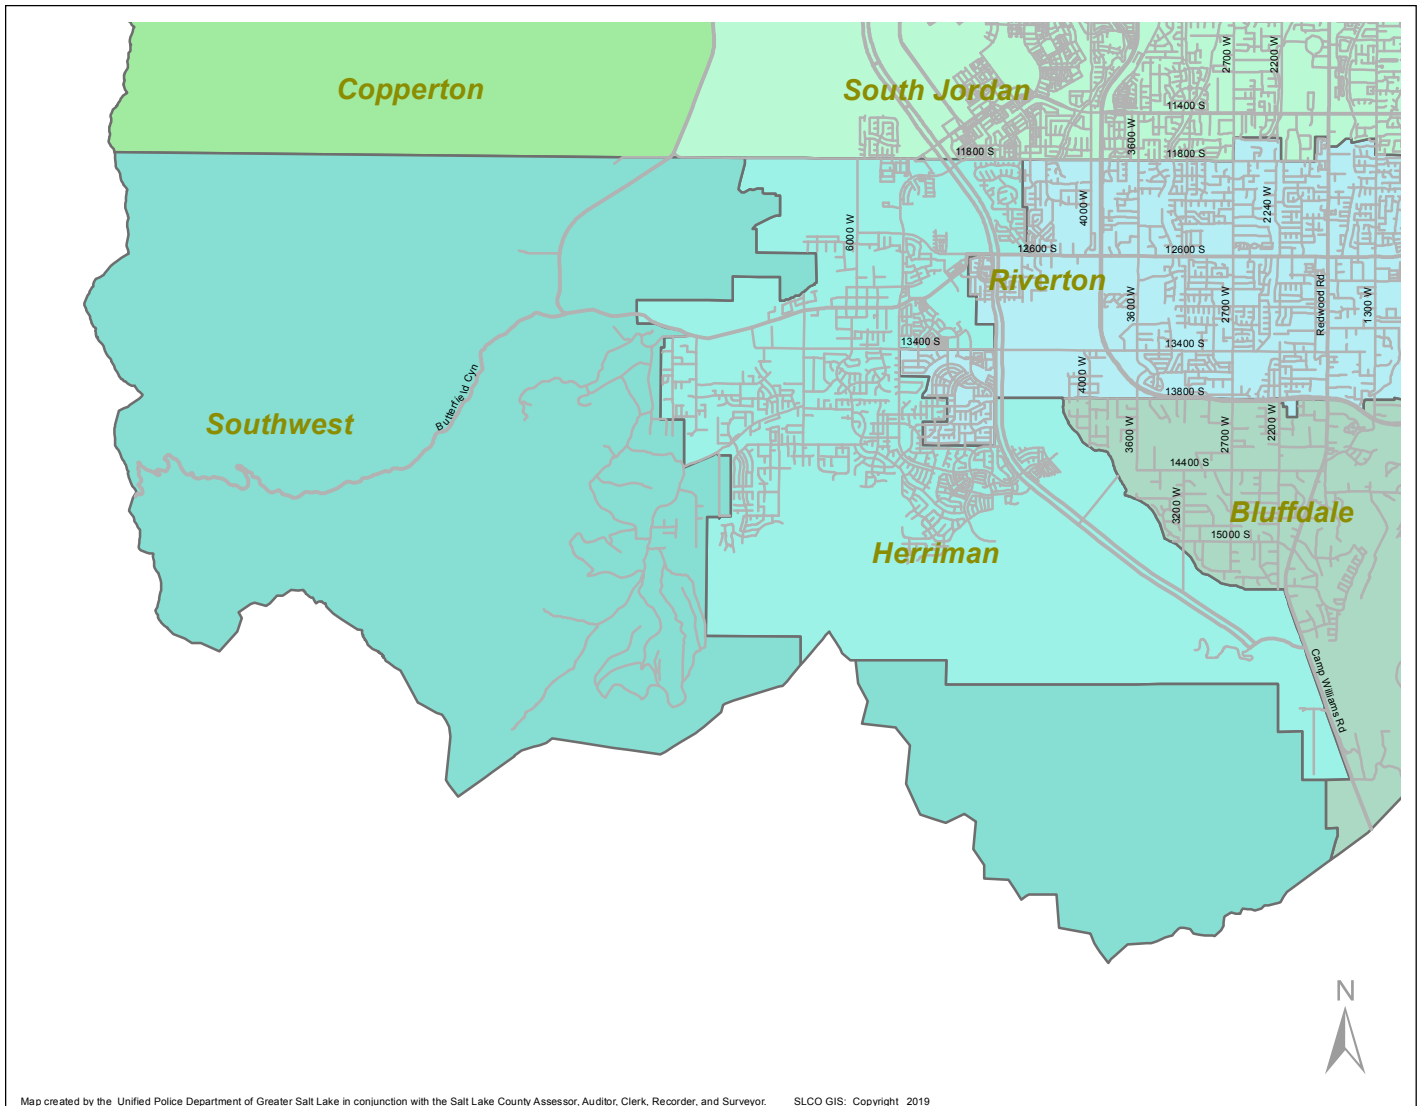 2700 W
2200 W
Copperton
South Jordan
11400 S
3600 W
11800 S
11800 S
4000 W
2240 W
6000 W
12600 S
12600 S
Riverton
3600 W
2700 W
Redwood Rd
1300 W
13400 S
13400 S
4000 W
13800 S
Butterfield Cyn
Southwest
3600 W
2700 W
2200 W
14400 S
3200 W
Bluffdale
15000 S
Herriman
Camp Williams Rd
N
Map created by the Unified Police Department of Greater Salt Lake in conjunction with the Salt Lake County Assessor, Auditor, Clerk, Recorder, and Surveyor. SLCO GIS: Copyright 2019